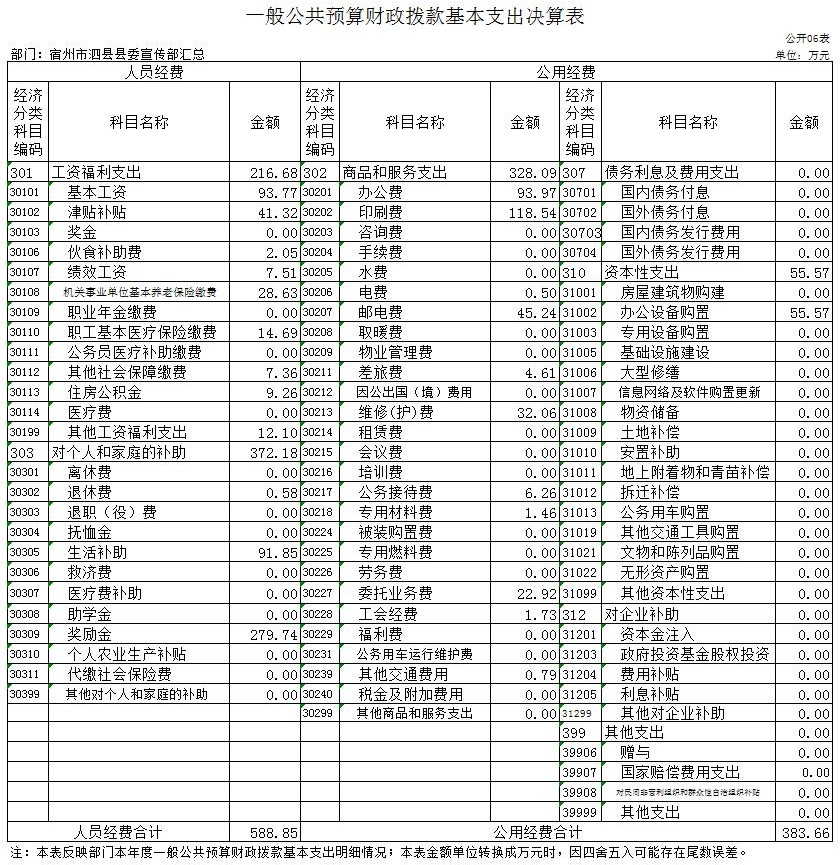 一般公共预算财政拨款基本支出决算表
公开06表
部门：宿州市泗县县委宣传部汇总 单位：万元
人员经费 公用经费
经济分类科目编码 科目名称 金额 经济分类科目编码 科目名称 金额 经济分类科目编码 科目名称 金额
301 工资福利支出 216.68 302 商品和服务支出 328.09 307 债务利息及费用支出 0.00
30101 基本工资 93.77 30201 办公费 93.97 30701 国内债务付息 0.00
30102 津贴补贴 41.32 30202 印刷费 118.54 30702 国外债务付息 0.00
30103 奖金 0.00 30203 咨询费 0.00 30703 国内债务发行费用 0.00
30106 伙食补助费 2.05 30204 手续费 0.00 30704 国外债务发行费用 0.00
30107 绩效工资 7.51 30205 水费 0.00 310 资本性支出 55.57
30108 机关事业单位基本养老保险缴费 28.63 30206 电费 0.50 31001 房屋建筑物购建 0.00
30109 职业年金缴费 0.00 30207 邮电费 45.24 31002 办公设备购置 55.57
30110 职工基本医疗保险缴费 14.69 30208 取暖费 0.00 31003 专用设备购置 0.00
30111 公务员医疗补助缴费 0.00 30209 物业管理费 0.00 31005 基础设施建设 0.00
30112 其他社会保障缴费 7.36 30211 差旅费 4.61 31006 大型修缮 0.00
30113 住房公积金 9.26 30212 因公出国（境）费用 0.00 31007 信息网络及软件购置更新 0.00
30114 医疗费 0.00 30213 维修(护)费 32.06 31008 物资储备 0.00
30199 其他工资福利支出 12.10 30214 租赁费 0.00 31009 土地补偿 0.00
303 对个人和家庭的补助 372.18 30215 会议费 0.00 31010 安置补助 0.00
30301 离休费 0.00 30216 培训费 0.00 31011 地上附着物和青苗补偿 0.00
30302 退休费 0.58 30217 公务接待费 6.26 31012 拆迁补偿 0.00
30303 退职（役）费 0.00 30218 专用材料费 1.46 31013 公务用车购置 0.00
30304 抚恤金 0.00 30224 被装购置费 0.00 31019 其他交通工具购置 0.00
30305 生活补助 91.85 30225 专用燃料费 0.00 31021 文物和陈列品购置 0.00
30306 救济费 0.00 30226 劳务费 0.00 31022 无形资产购置 0.00
30307 医疗费补助 0.00 30227 委托业务费 22.92 31099 其他资本性支出 0.00
30308 助学金 0.00 30228 工会经费 1.73 312 对企业补助 0.00
30309 奖励金 279.74 30229 福利费 0.00 31201 资本金注入 0.00
30310 个人农业生产补贴 0.00 30231 公务用车运行维护费 0.00 31203 政府投资基金股权投资 0.00
30311 代缴社会保险费 0.00 30239 其他交通费用 0.79 31204 费用补贴 0.00
30399 其他对个人和家庭的补助 0.00 30240 税金及附加费用 0.00 31205 利息补贴 0.00
30299 其他商品和服务支出 0.00 31299 其他对企业补助 0.00
399 其他支出 0.00
39906 赠与 0.00
39907 国家赔偿费用支出 0.00
39908 对民间非营利组织和群众性自治组织补贴 0.00
39999 其他支出 0.00
人员经费合计 588.85 公用经费合计 383.66
注：本表反映部门本年度一般公共预算财政拨款基本支出明细情况；本表金额单位转换成万元时，因四舍五入可能存在尾数误差。